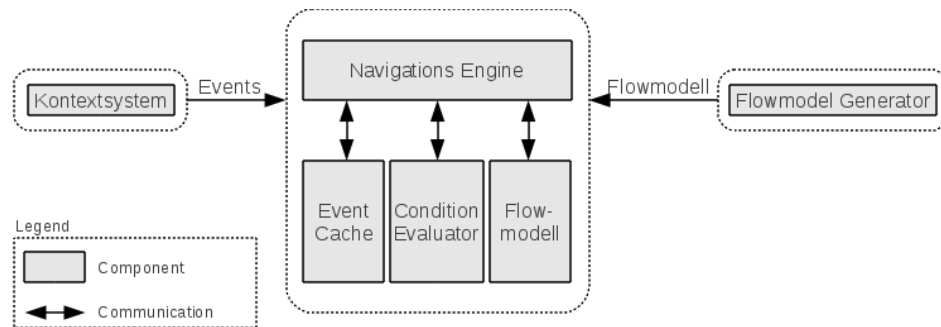 Navigations Engine
Kontextsystem
Events
Flowmodell
Flowmodel Generator
Event
Cache
Condition
Evaluator
Flow-
modell
Legend
Component
Communication